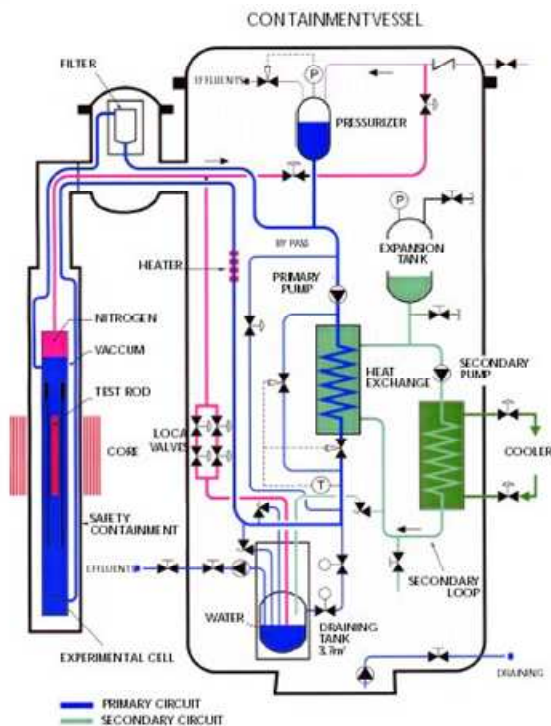 CONTAINMENTVESSEL
FILTER
EFFLUENTS
P
PRESSURIZER
P
BY PASS
EXPANSION
TANK
HEATER
PRIMARY
PUMP
NITROGEN
VACCUM
HEAT
EXCHANGE
SECONDARY
PUMP
TEST ROD
LOCA
VALVES
COOLER
CORE
T
SAFETY
CONTAINMENT
EFFLUENT
SECONDARY
LOOP
WATER
DRAINING
TANK
3.7m³
EXPERIMENTAL CELL
DRAINING
PRIMARY CIRCUIT
SECONDARY CIRCUIT